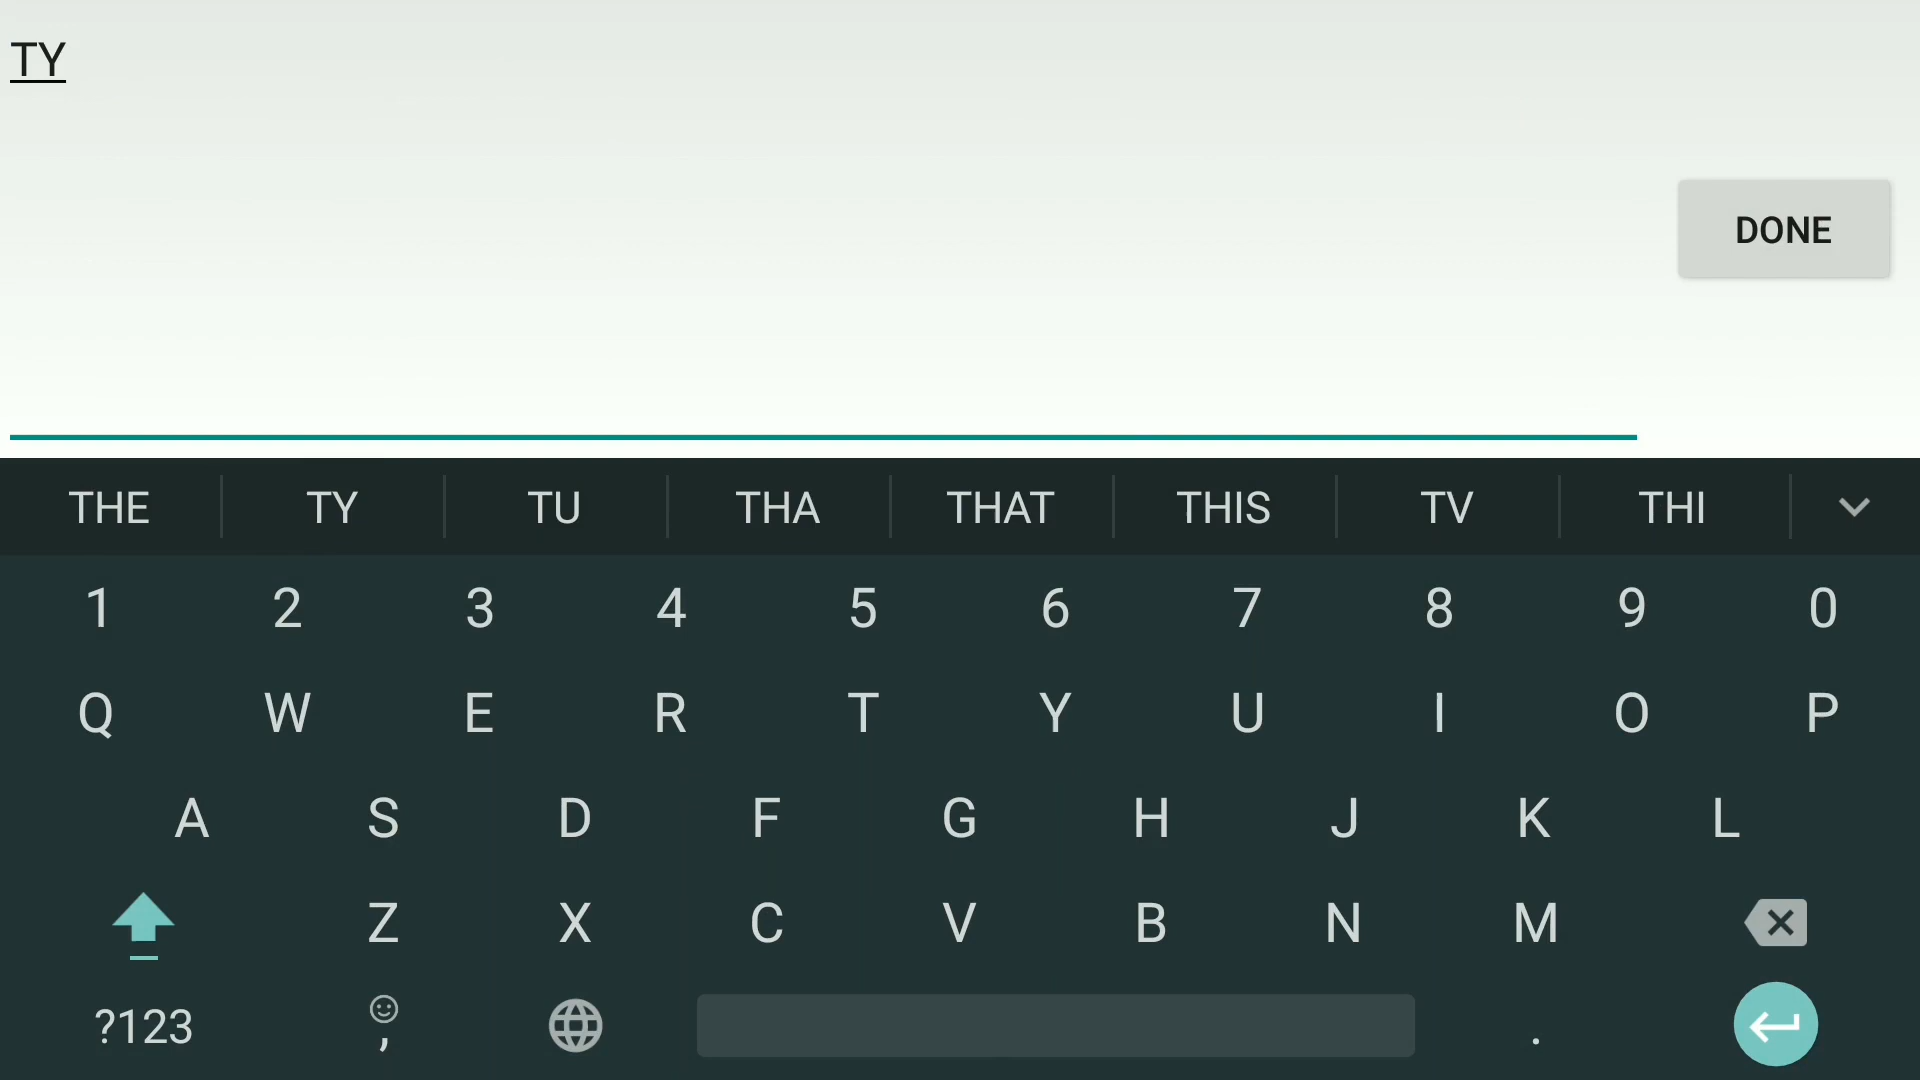 TY
DONE
THE TY TU THA THAT THIS TV THI
1 2 3 4 5 6 7 8 9 0
Q W E R T Y U I O P
A S D F G H J K L
Z X C V B N M
?123 , .